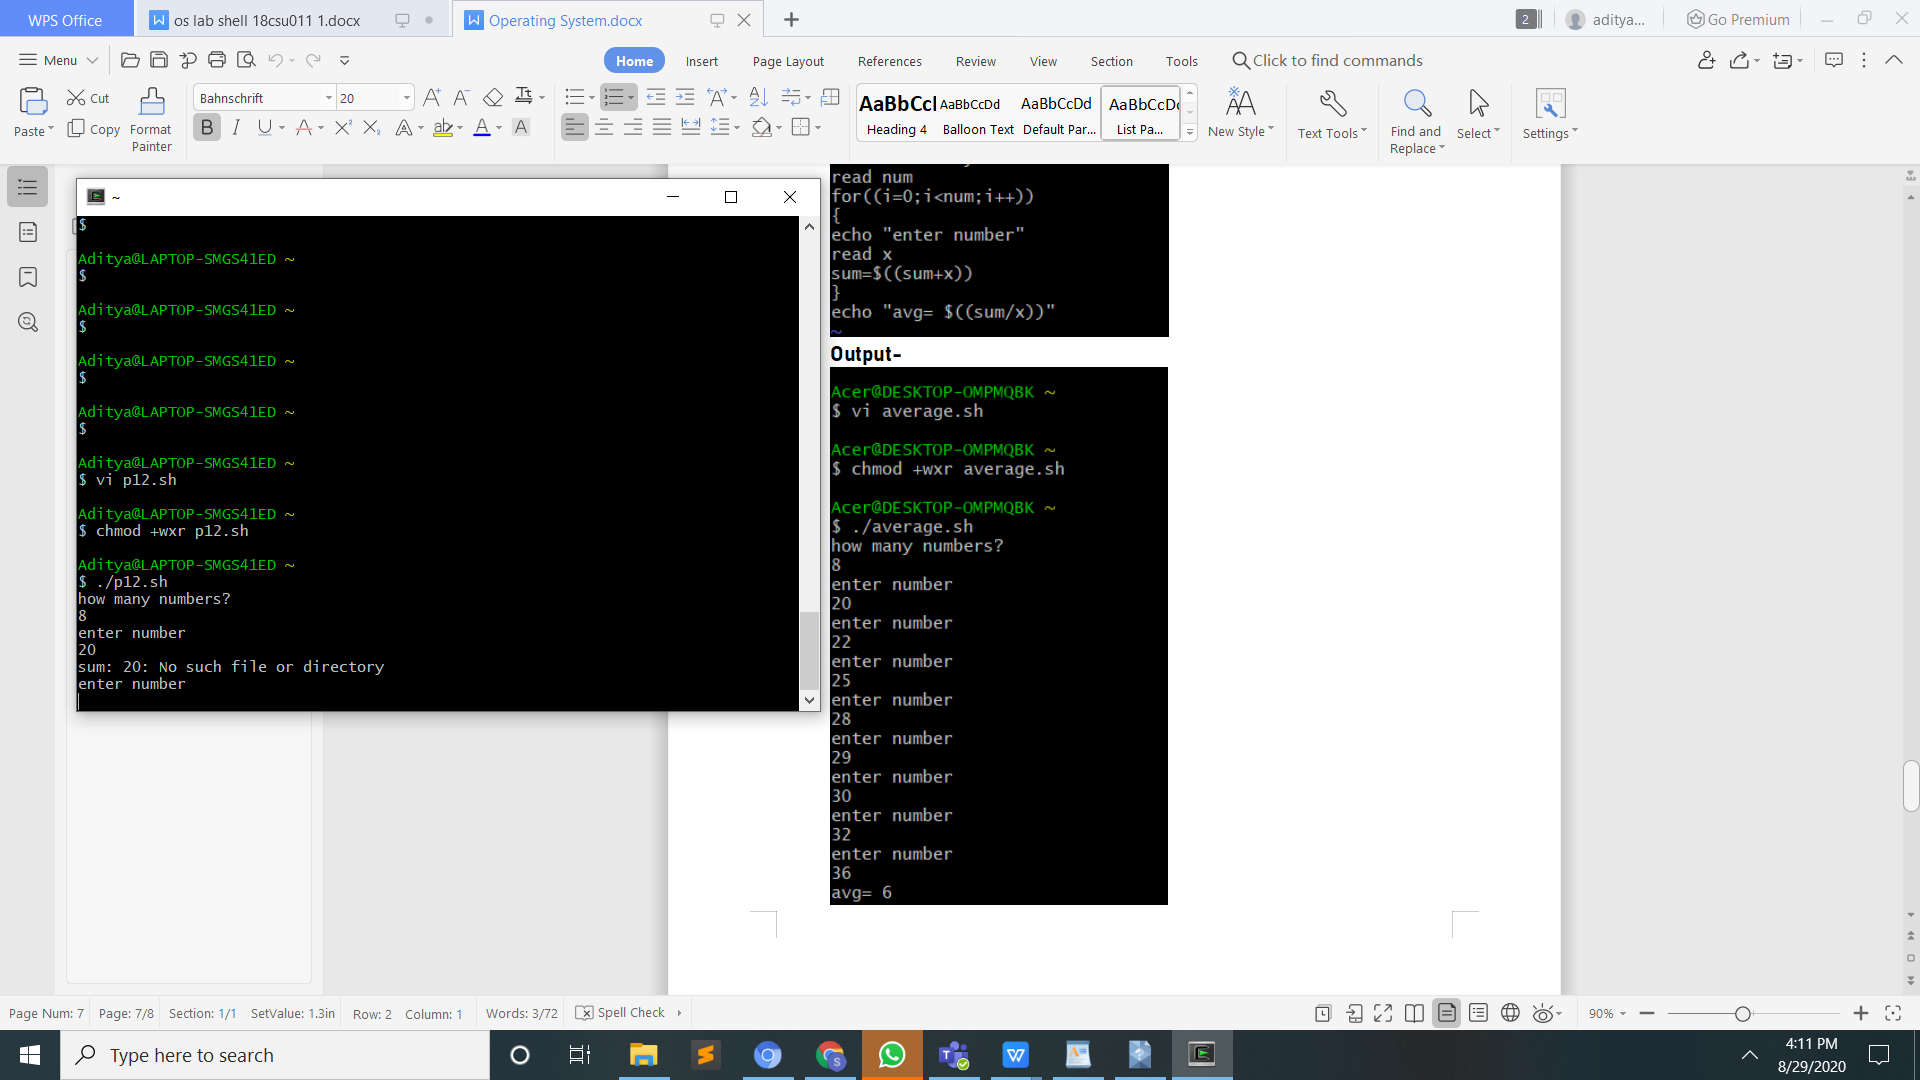 WPS Office
os lab shell 18csu011 1.docx
Operating System.docx
2
aditya...
Go Premium
Menu
Home
Insert
Page Layout
References
Review
View
Section
Tools
Click to find commands
Paste
Cut
Copy
Format
Painter
Bahnschrift
20
AaBbCcI
Heading 4
AaBbCcDd
Balloon Text
AaBbCcDd
Default Par...
AaBbCcDc
List Pa...
New Style
Text Tools
Find and
Replace
Select
Settings
~
$
Aditya@LAPTOP-SMGS41ED ~
$
Aditya@LAPTOP-SMGS41ED ~
$
Aditya@LAPTOP-SMGS41ED ~
$
Aditya@LAPTOP-SMGS41ED ~
$
Aditya@LAPTOP-SMGS41ED ~
$ vi p12.sh
Aditya@LAPTOP-SMGS41ED ~
$ chmod +wxr p12.sh
Aditya@LAPTOP-SMGS41ED ~
$ ./p12.sh
how many numbers?
8
enter number
20
sum: 20: No such file or directory
enter number
read num
for((i=0;i<num;i++))
{
echo "enter number"
read x
sum=$((sum+x))
}
echo "avg= $((sum/x))"
~
Output-
Acer@DESKTOP-OMPMQBK ~
$ vi average.sh
Acer@DESKTOP-OMPMQBK ~
$ chmod +wxr average.sh
Acer@DESKTOP-OMPMQBK ~
$ ./average.sh
how many numbers?
8
enter number
20
enter number
22
enter number
25
enter number
28
enter number
29
enter number
30
enter number
32
enter number
36
avg= 6
Page Num: 7
Page: 7/8
Section: 1/1
SetValue: 1.3in
Row: 2
Column: 1
Words: 3/72
Spell Check
90%
Type here to search
4:11 PM
8/29/2020